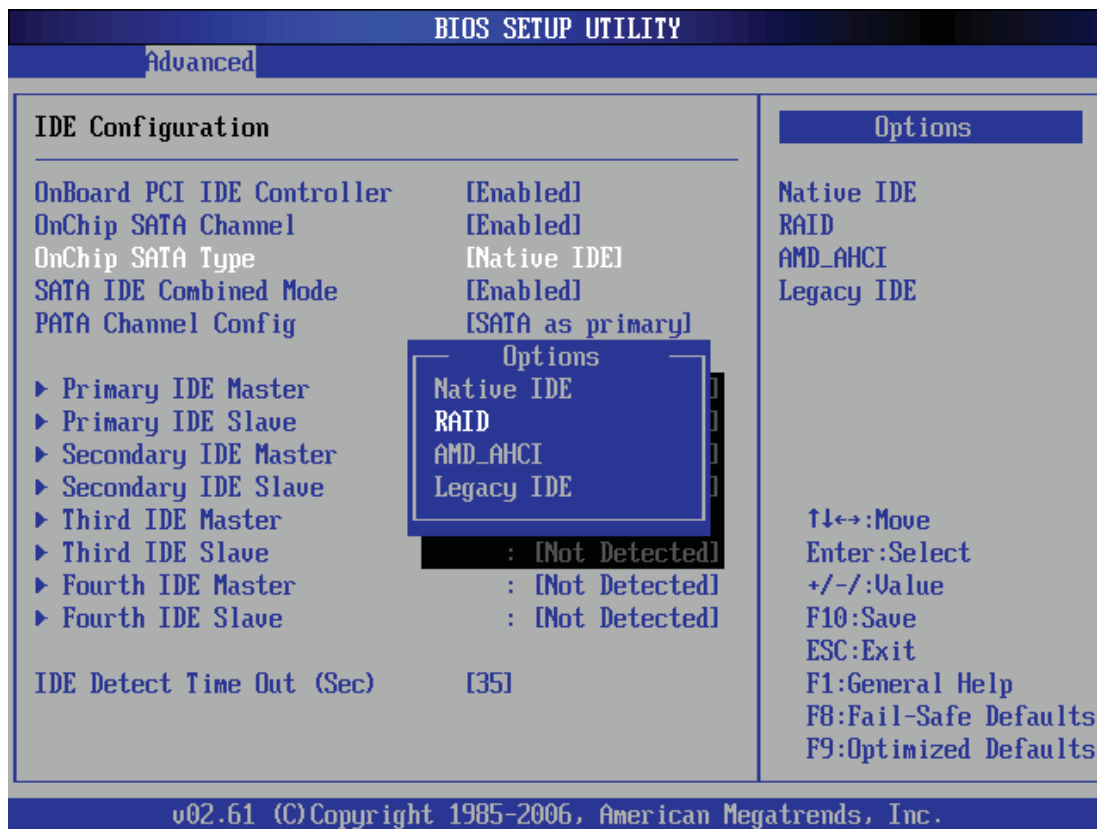 BIOS SETUP UTILITY
Advanced
IDE Configuration
OnBoard PCI IDE Controller [Enabled]
OnChip SATA Channel [Enabled]
OnChip SATA Type [Native IDE]
SATA IDE Combined Mode [Enabled]
PATA Channel Config [SATA as primary]
▶ Primary IDE Master ]
▶ Primary IDE Slave ]
▶ Secondary IDE Master ]
▶ Secondary IDE Slave ]
▶ Third IDE Master
▶ Third IDE Slave : [Not Detected]
▶ Fourth IDE Master : [Not Detected]
▶ Fourth IDE Slave : [Not Detected]
IDE Detect Time Out (Sec) [35]
Options
Native IDE
RAID
AMD_AHCI
Legacy IDE
Options
Native IDE
RAID
AMD_AHCI
Legacy IDE
↑↓←→:Move
Enter:Select
+/-/:Value
F10:Save
ESC:Exit
F1:General Help
F8:Fail-Safe Defaults
F9:Optimized Defaults
v02.61 (C)Copyright 1985-2006, American Megatrends, Inc.